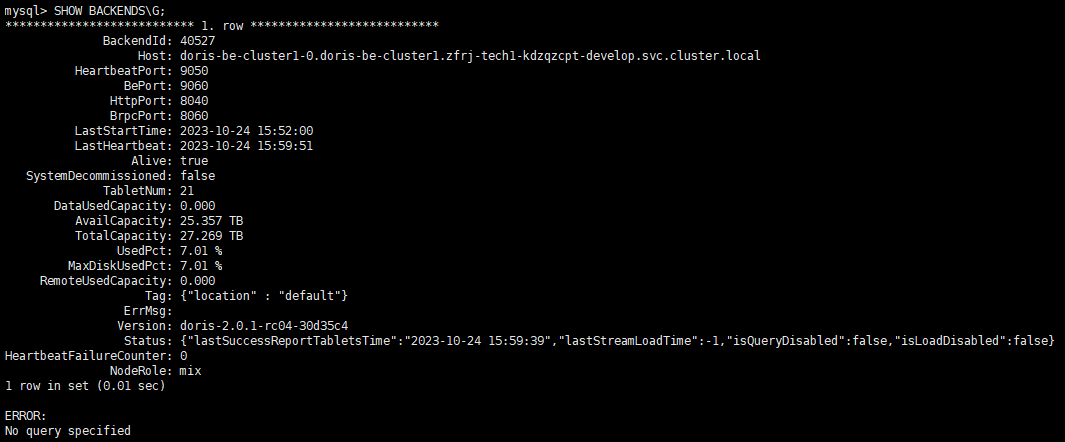 mysql> SHOW BACKENDS\G;
*************************** 1. row ***************************
BackendId: 40527
Host: doris-be-cluster1-0.doris-be-cluster1.zfrj-tech1-kdzqzcpt-develop.svc.cluster.local
HeartbeatPort: 9050
BePort: 9060
HttpPort: 8040
BrpcPort: 8060
LastStartTime: 2023-10-24 15:52:00
LastHeartbeat: 2023-10-24 15:59:51
Alive: true
SystemDecommissioned: false
TabletNum: 21
DataUsedCapacity: 0.000
AvailCapacity: 25.357 TB
TotalCapacity: 27.269 TB
UsedPct: 7.01 %
MaxDiskUsedPct: 7.01 %
RemoteUsedCapacity: 0.000
Tag: {"location" : "default"}
ErrMsg:
Version: doris-2.0.1-rc04-30d35c4
Status: {"lastSuccessReportTabletsTime":"2023-10-24 15:59:39","lastStreamLoadTime":-1,"isQueryDisabled":false,"isLoadDisabled":false}
HeartbeatFailureCounter: 0
NodeRole: mix
1 row in set (0.01 sec)
ERROR:
No query specified